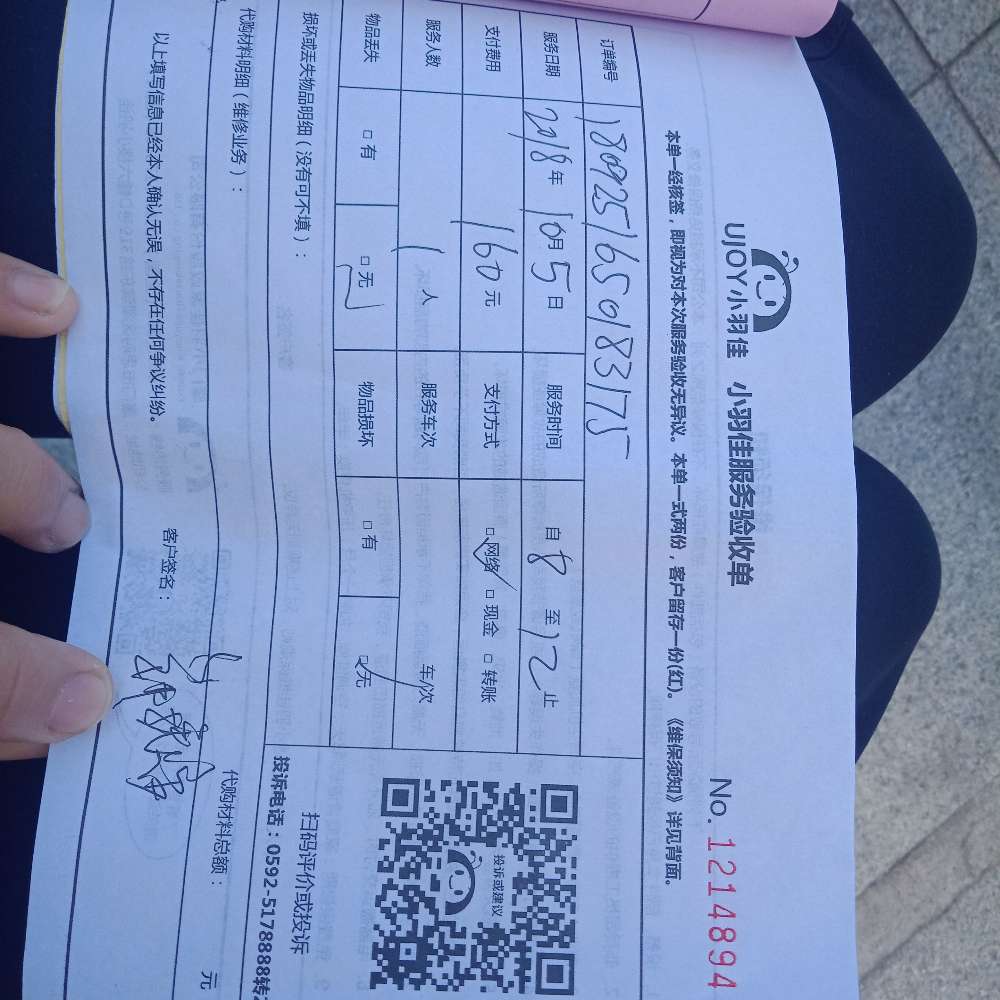 UJOY小羽佳 小羽佳服务验收单
No. 1214894
本单一经核签，即视为对本次服务验收无异议。本单一式两份，客户留存一份(红)。《维保须知》详见背面。
订单编号 1809251650183175
服务日期 2018年10月5日 服务时间 自8至12止
支付费用 160元 支付方式 □网络 □现金 □转账
服务人数 1人 服务车次 车/次
物品丢失 □有 □无 物品损坏 □有 □无
损坏或丢失物品明细（没有可不填）：
投诉或建议
扫码评价或投诉
投诉电话：0592-5178888转
代购材料明细（维修业务）：
代购材料总额： 元
以上填写信息已经本人确认无误，不存在任何争议纠纷。
客户签名：